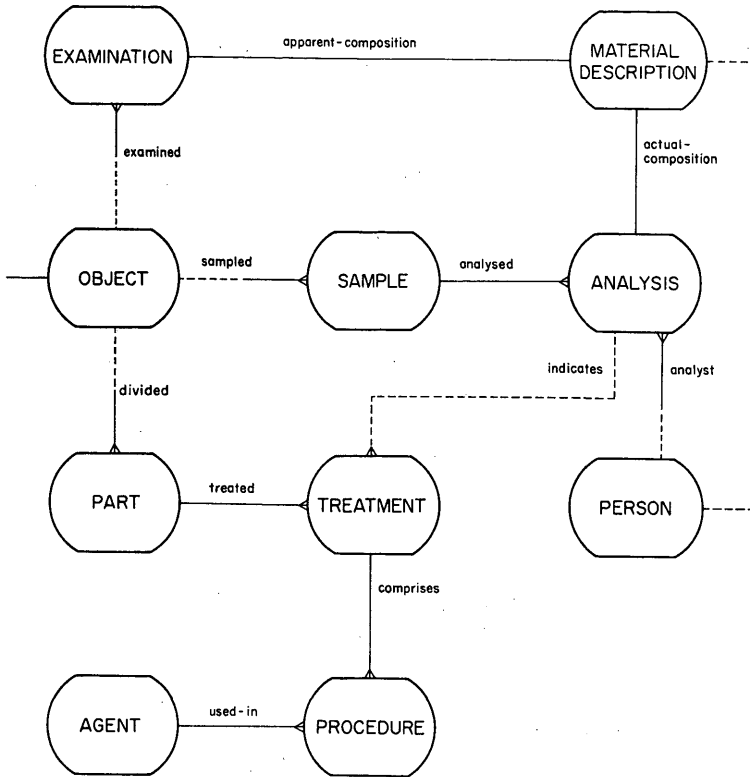 EXAMINATION
apparent-composition
MATERIAL
DESCRIPTION
examined
actual-
composition
OBJECT
sampled
SAMPLE
analysed
ANALYSIS
divided
indicates
analyst
PART
treated
TREATMENT
PERSON
comprises
AGENT
used-in
PROCEDURE